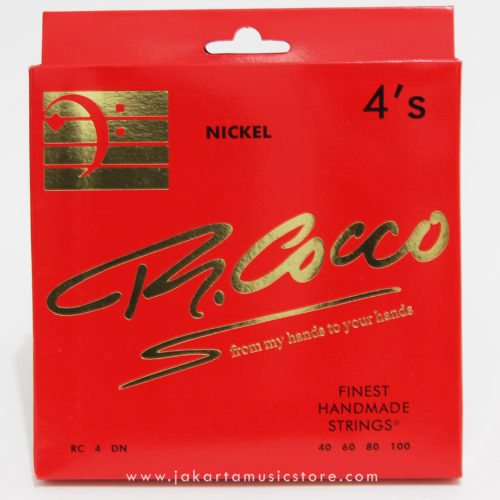 NICKEL
4's
R. Cocco
from my hands to your hands
FINEST
HANDMADE
STRINGS®
RC 4 DN
40 60 80 100
www.jakartamusicstore.com